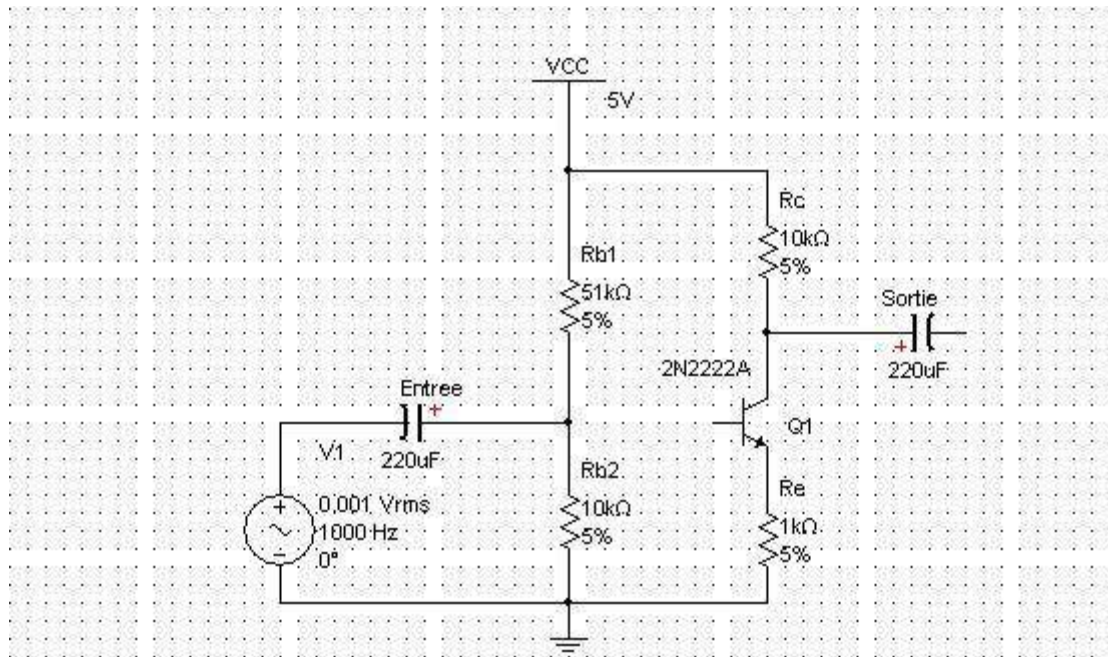 VCC
5V
Rc
10kΩ
5%
Rb1
51kΩ
5%
Sortie
+
220uF
2N2222A
Q1
Entree
+
220uF
V1
0.001 Vrms
1000 Hz
0°
+
−
Rb2
10kΩ
5%
Re
1kΩ
5%